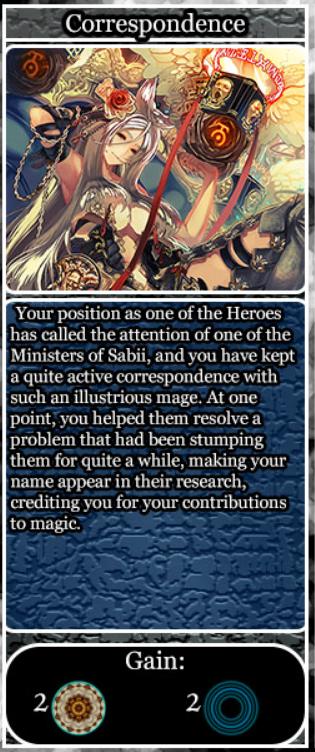 Correspondence
Your position as one of the Heroes
has called the attention of one of the
Ministers of Sabii, and you have kept
a quite active correspondence with
such an illustrious mage. At one
point, you helped them resolve a
problem that had been stumping
them for quite a while, making your
name appear in their research,
crediting you for your contributions
to magic.
Gain:
2 2